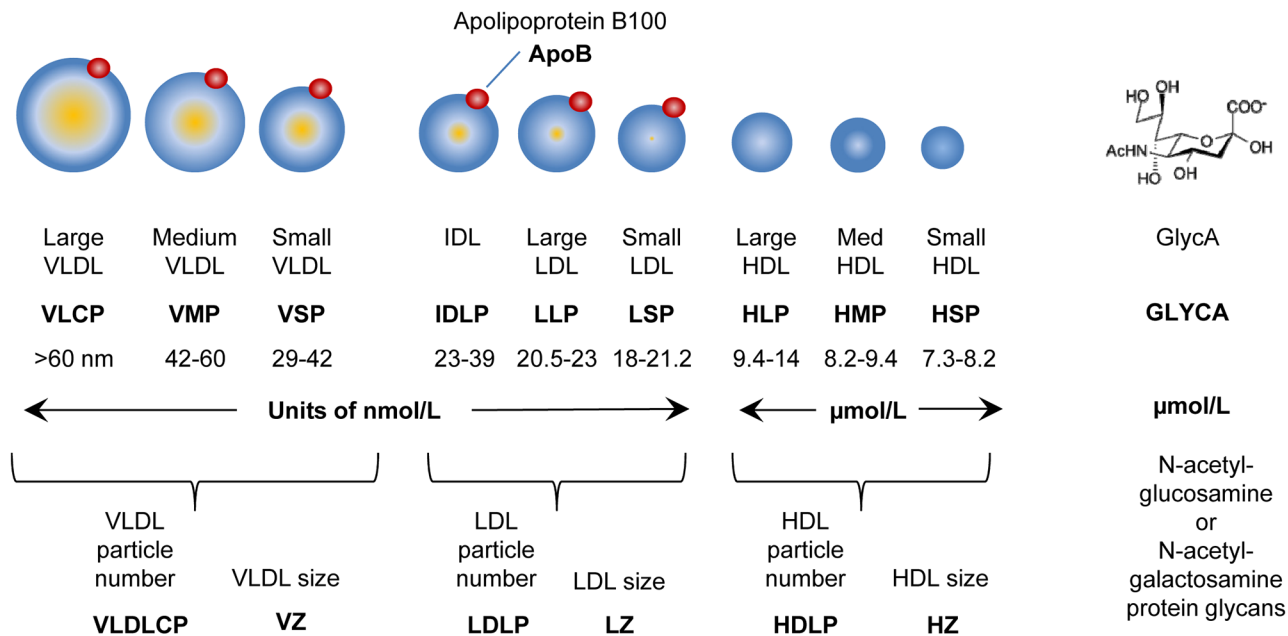 Apolipoprotein B100
ApoB
HO
OH
COO-
O
AcHN
HO
OH
OH
Large VLDL
Medium VLDL
Small VLDL
IDL
Large LDL
Small LDL
Large HDL
Med HDL
Small HDL
GlycA
VLCP VMP VSP IDLP LLP LSP HLP HMP HSP GLYCA
>60 nm 42-60 29-42 23-39 20.5-23 18-21.2 9.4-14 8.2-9.4 7.3-8.2
Units of nmol/L µmol/L µmol/L
VLDL
particle
number
VLDLCP
VLDL size
VZ
LDL
particle
number
LDLP
LDL size
LZ
HDL
particle
number
HDLP
HDL size
HZ
N-acetyl-
glucosamine
or
N-acetyl-
galactosamine
protein glycans